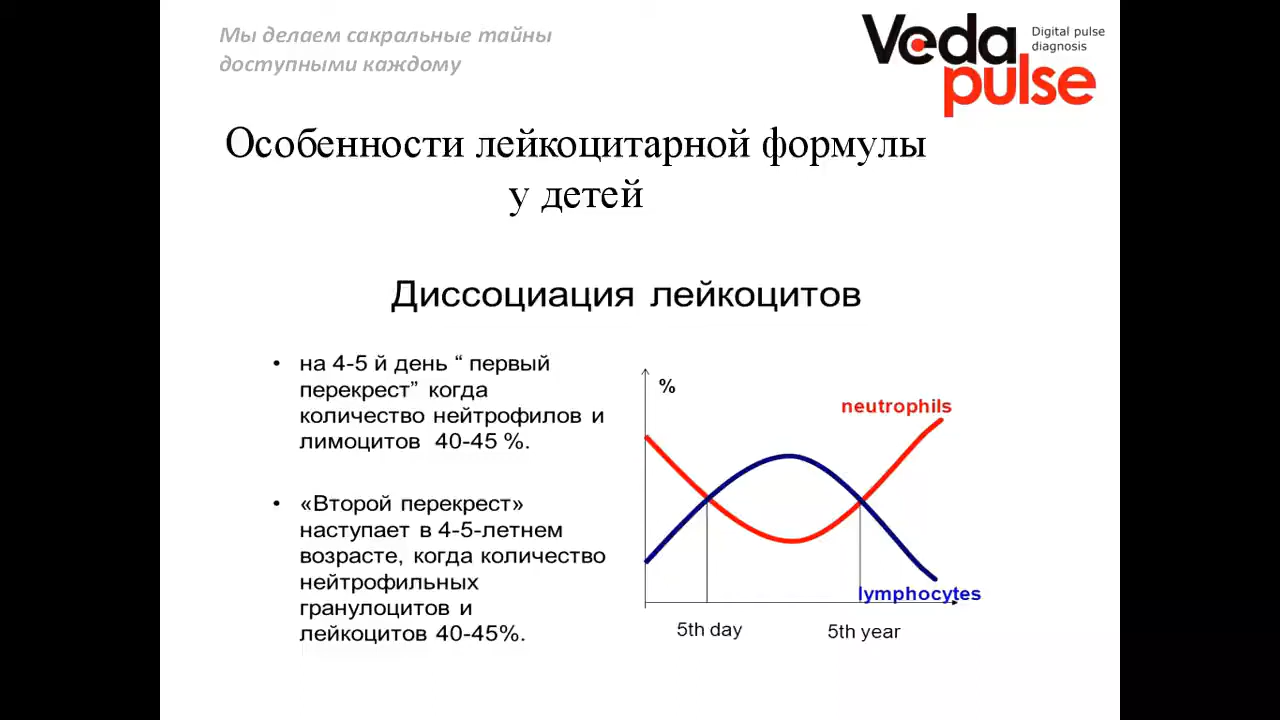 Мы делаем сакральные тайны
доступными каждому
Veda
pulse
Digital pulse
diagnosis
Особенности лейкоцитарной формулы
у детей
Диссоциация лейкоцитов
• на 4-5 й день “ первый
перекрест” когда
количество нейтрофилов и
лимоцитов 40-45 %.
• «Второй перекрест»
наступает в 4-5-летнем
возрасте, когда количество
нейтрофильных
гранулоцитов и
лейкоцитов 40-45%.
%
neutrophils
lymphocytes
5th day
5th year